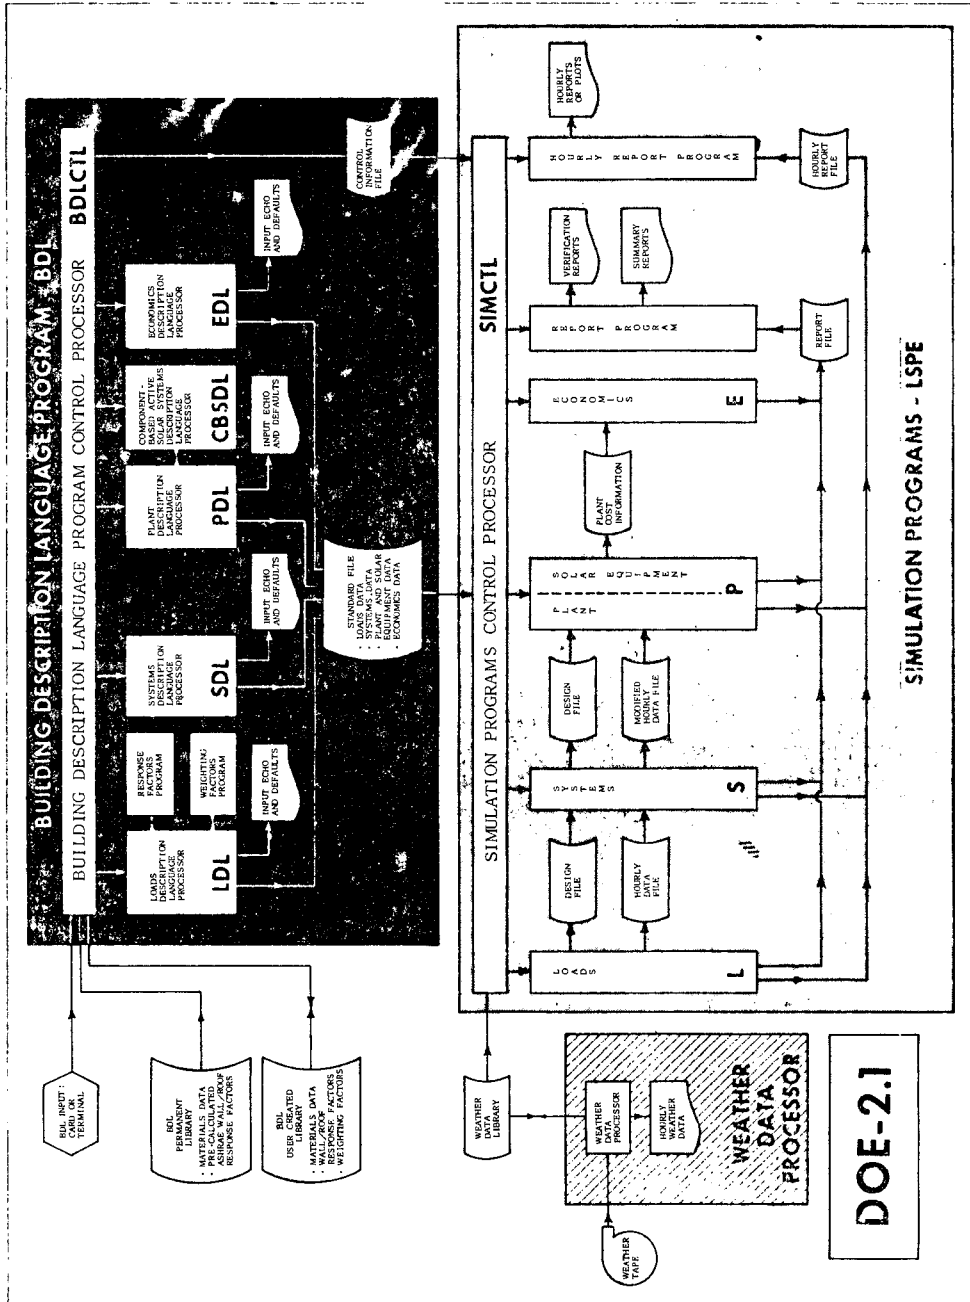 BUILDING DESCRIPTION LANGUAGE PROGRAM - BDL
BUILDING DESCRIPTION LANGUAGE PROGRAM CONTROL PROCESSOR BDLCTL
BDL INPUT:
CARD OR
TERMINAL
BDL
PERMANENT
LIBRARY
· MATERIALS DATA
· PRE-CALCULATED
ASHRAE WALL/ROOF
RESPONSE FACTORS
BDL
USER CREATED
LIBRARY
· MATERIALS DATA
· WALL/ROOF
RESPONSE FACTORS
· WEIGHTING FACTORS
LOADS
DESCRIPTION
LANGUAGE
PROCESSOR
LDL
RESPONSE
FACTORS
PROGRAM
WEIGHTING
FACTORS
PROGRAM
INPUT ECHO
AND DEFAULTS
SYSTEMS
DESCRIPTION
LANGUAGE
PROCESSOR
SDL
INPUT ECHO
AND DEFAULTS
PLANT
DESCRIPTION
LANGUAGE
PROCESSOR
PDL
INPUT ECHO
AND DEFAULTS
COMPONENT-
BASED ACTIVE
SOLAR SYSTEMS
DESCRIPTION
LANGUAGE
PROCESSOR
CBSDL
ECONOMICS
DESCRIPTION
LANGUAGE
PROCESSOR
EDL
INPUT ECHO
AND DEFAULTS
CONTROL
INFORMATION
FILE
STANDARD FILE
· LOADS DATA
· SYSTEMS DATA
· PLANT AND SOLAR
EQUIPMENT DATA
· ECONOMICS DATA
SIMULATION PROGRAMS CONTROL PROCESSOR SIMCTL
LOADS
L
DESIGN
FILE
HOURLY
DATA
FILE
SYSTEMS
S
DESIGN
FILE
MODIFIED
HOURLY
DATA FILE
PLANT
SOLAR EQUIPMENT
P
PLANT
COST
INFORMATION
ECONOMICS
E
REPORT PROGRAM
VERIFICATION
REPORTS
SUMMARY
REPORTS
HOURLY REPORT PROGRAM
HOURLY
REPORTS
OR PLOTS
REPORT
FILE
HOURLY
REPORT
FILE
SIMULATION PROGRAMS - LSPE
WEATHER
DATA
LIBRARY
WEATHER
DATA
PROCESSOR
HOURLY
WEATHER
DATA
WEATHER
TAPE
WEATHER
DATA
PROCESSOR
DOE-2.1